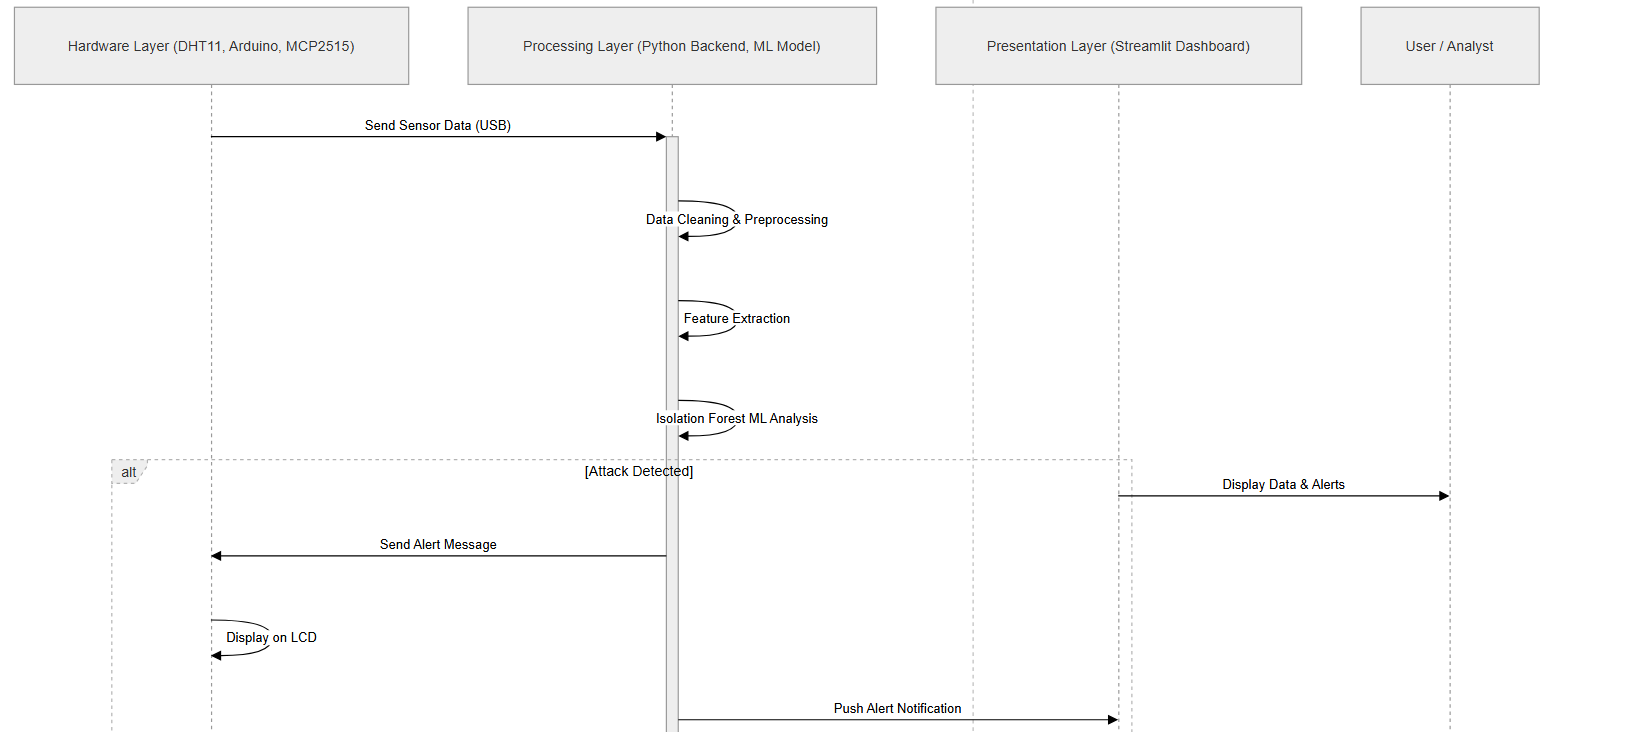 Hardware Layer (DHT11, Arduino, MCP2515)
Processing Layer (Python Backend, ML Model)
Presentation Layer (Streamlit Dashboard)
User / Analyst
Send Sensor Data (USB)
Data Cleaning & Preprocessing
Feature Extraction
Isolation Forest ML Analysis
alt
[Attack Detected]
Display Data & Alerts
Send Alert Message
Display on LCD
Push Alert Notification